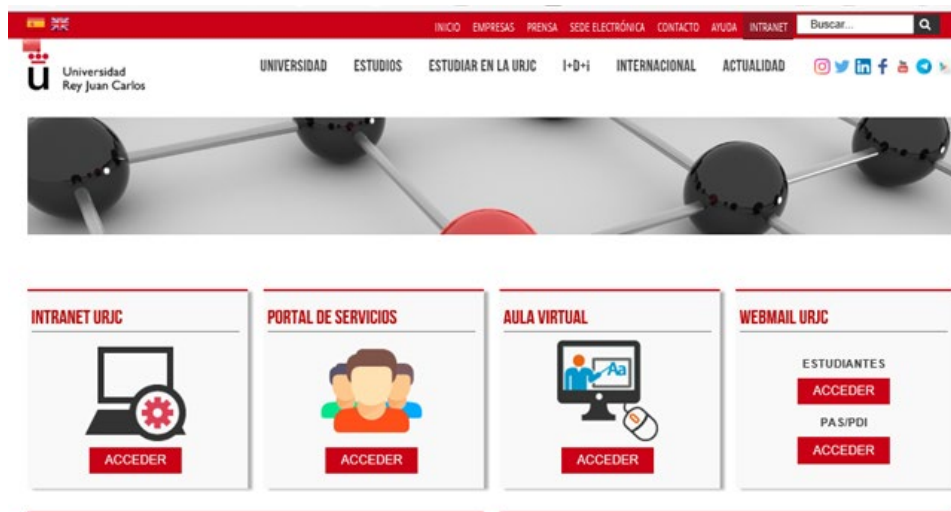 INICIO EMPRESAS PRENSA SEDE ELECTRÓNICA CONTACTO AYUDA INTRANET Buscar...
ü Universidad
Rey Juan Carlos
UNIVERSIDAD ESTUDIOS ESTUDIAR EN LA URJC I+D+i INTERNACIONAL ACTUALIDAD
INTRANET URJC
ACCEDER
PORTAL DE SERVICIOS
ACCEDER
AULA VIRTUAL
Aa
ACCEDER
WEBMAIL URJC
ESTUDIANTES
ACCEDER
PAS/PDI
ACCEDER